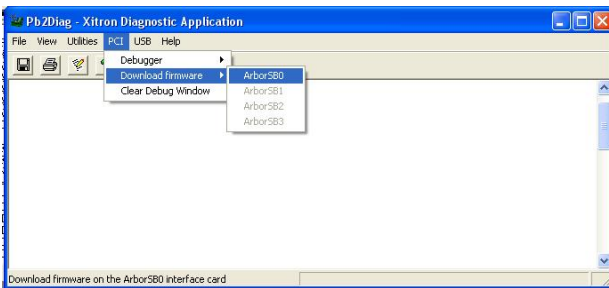 Pb2Diag - Xitron Diagnostic Application
File View Utilities PCI USB Help
Debugger
Download firmware
Clear Debug Window
ArborSB0
ArborSB1
ArborSB2
ArborSB3
Download firmware on the ArborSB0 interface card